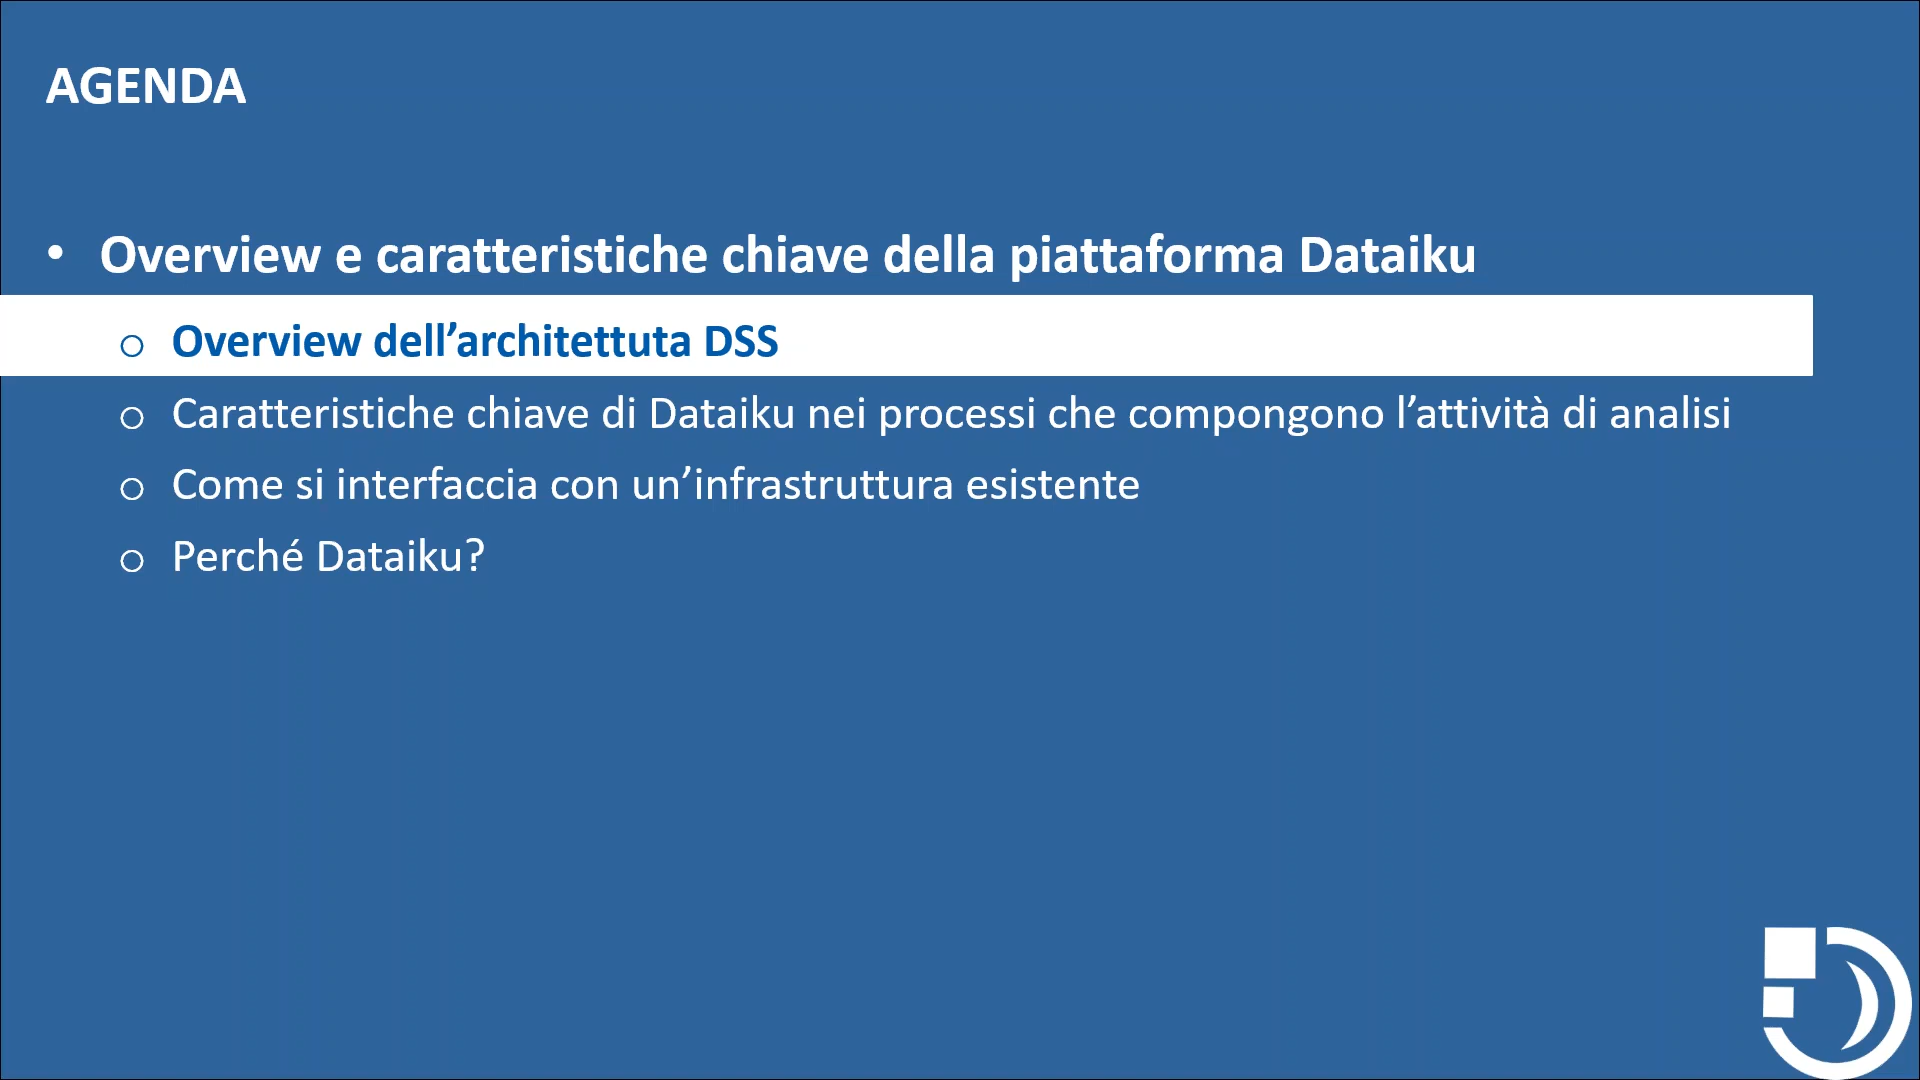 AGENDA
• Overview e caratteristiche chiave della piattaforma Dataiku
o Overview dell’architettuta DSS
o Caratteristiche chiave di Dataiku nei processi che compongono l’attività di analisi
o Come si interfaccia con un’infrastruttura esistente
o Perché Dataiku?